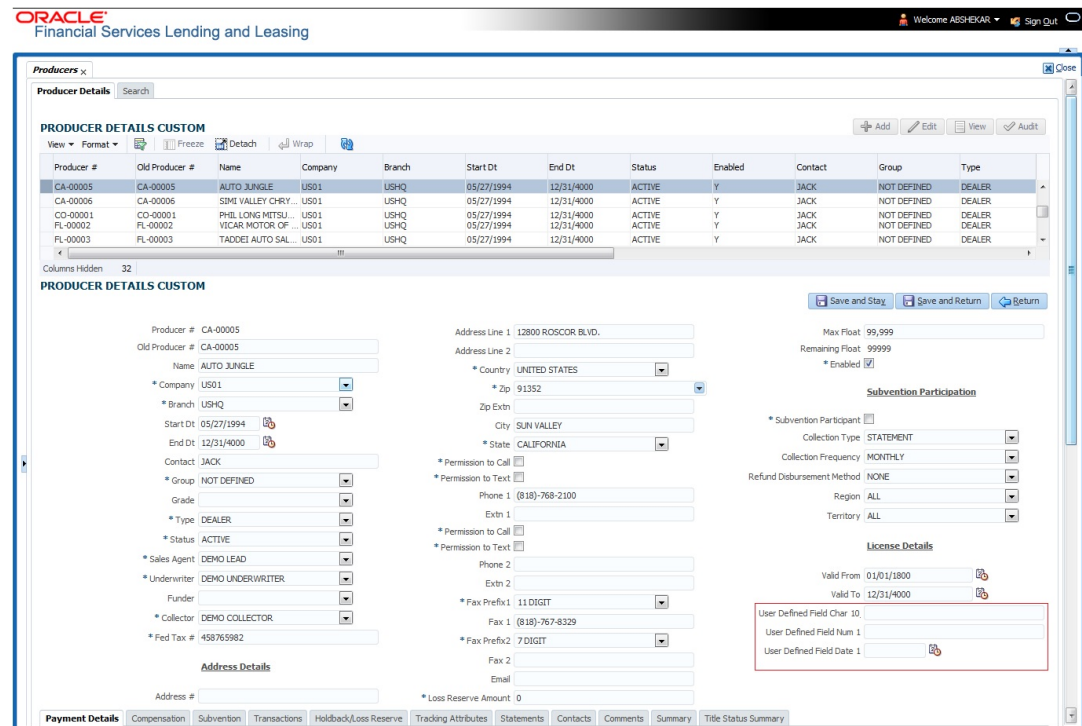 ORACLE
Financial Services Lending and Leasing
Welcome ABSHEKAR
Sign Out
Producers x
Close
Producer Details
Search
PRODUCER DETAILS CUSTOM
Add Edit View Audit
View Format Freeze Detach Wrap
Producer # Old Producer # Name Company Branch Start Dt End Dt Status Enabled Contact Group Type
CA-00005 CA-00005 AUTO JUNGLE US01 USHQ 05/27/1994 12/31/4000 ACTIVE Y JACK NOT DEFINED DEALER
CA-00006 CA-00006 SIMI VALLEY CHRY... US01 USHQ 05/27/1994 12/31/4000 ACTIVE Y JACK NOT DEFINED DEALER
CO-00001 CO-00001 PHIL LONG MITSU... US01 USHQ 05/27/1994 12/31/4000 ACTIVE Y JACK NOT DEFINED DEALER
FL-00002 FL-00002 VICAR MOTOR OF ... US01 USHQ 05/27/1994 12/31/4000 ACTIVE Y JACK NOT DEFINED DEALER
FL-00003 FL-00003 TADDEI AUTO SAL... US01 USHQ 05/27/1994 12/31/4000 ACTIVE Y JACK NOT DEFINED DEALER
Columns Hidden 32
PRODUCER DETAILS CUSTOM
Save and Stay Save and Return Return
Producer # CA-00005
Old Producer # CA-00005
Name AUTO JUNGLE
* Company US01
* Branch USHQ
Start Dt 05/27/1994
End Dt 12/31/4000
Contact JACK
* Group NOT DEFINED
Grade
* Type DEALER
* Status ACTIVE
* Sales Agent DEMO LEAD
* Underwriter DEMO UNDERWRITER
Funder
* Collector DEMO COLLECTOR
* Fed Tax # 458765982
Address Details
Address #
Address Line 1 12800 ROSCOR BLVD.
Address Line 2
* Country UNITED STATES
* Zip 91352
Zip Extn
City SUN VALLEY
* State CALIFORNIA
* Permission to Call
* Permission to Text
Phone 1 (818)-768-2100
Extn 1
* Permission to Call
* Permission to Text
Phone 2
Extn 2
* Fax Prefix1 11 DIGIT
Fax 1 (818)-767-8329
* Fax Prefix2 7 DIGIT
Fax 2
Email
* Loss Reserve Amount 0
Max Float 99,999
Remaining Float 99999
* Enabled
Subvention Participation
* Subvention Participant
Collection Type STATEMENT
Collection Frequency MONTHLY
Refund Disbursement Method NONE
Region ALL
Territory ALL
License Details
Valid From 01/01/1800
Valid To 12/31/4000
User Defined Field Char 10
User Defined Field Num 1
User Defined Field Date 1
Payment Details Compensation Subvention Transactions Holdback/Loss Reserve Tracking Attributes Statements Contacts Comments Summary Title Status Summary